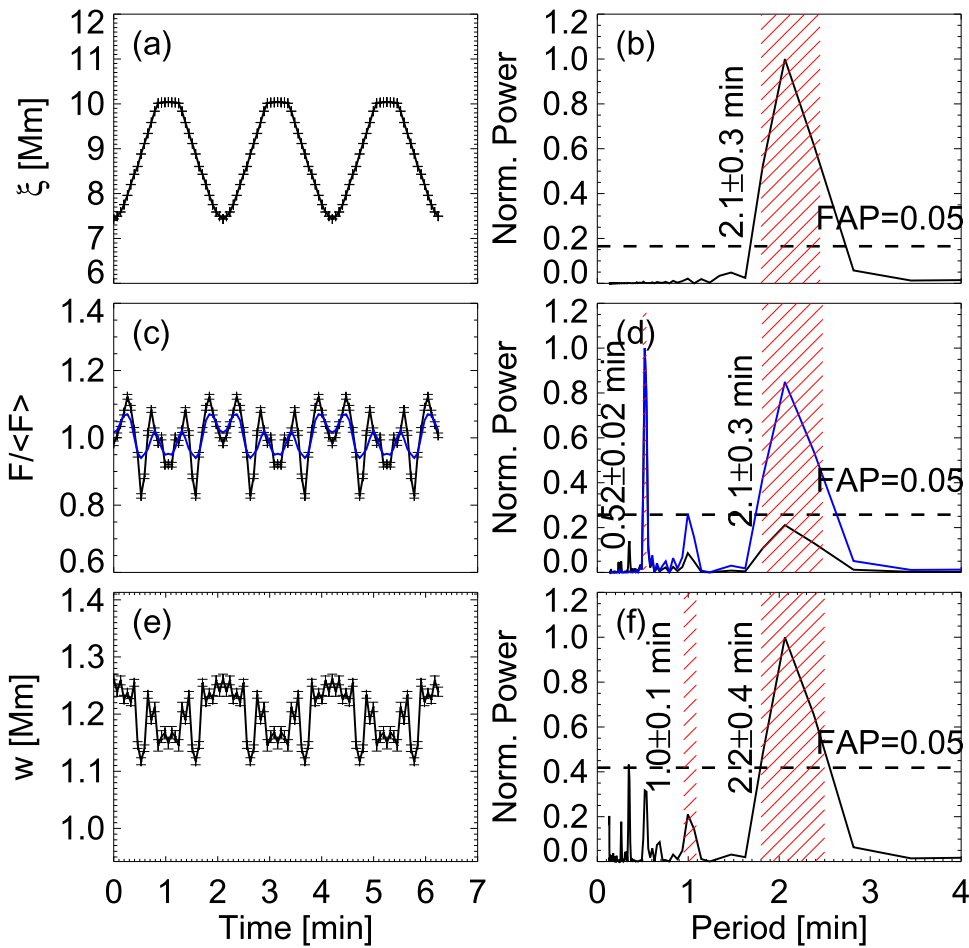 (a)
ξ [Mm]
12
11
10
9
8
7
6
(b)
Norm. Power
1.2
1.0
0.8
0.6
0.4
0.2
0.0
2.1±0.3 min
FAP=0.05
(c)
F/<F>
1.4
1.2
1.0
0.8
0.6
(d)
Norm. Power
1.2
1.0
0.8
0.6
0.4
0.2
0.0
0.52±0.02 min
2.1±0.3 min
FAP=0.05
(e)
w [Mm]
1.4
1.3
1.2
1.1
1.0
0 1 2 3 4 5 6 7
Time [min]
(f)
Norm. Power
1.2
1.0
0.8
0.6
0.4
0.2
0.0
1.0±0.1 min
2.2±0.4 min
FAP=0.05
0 1 2 3 4
Period [min]